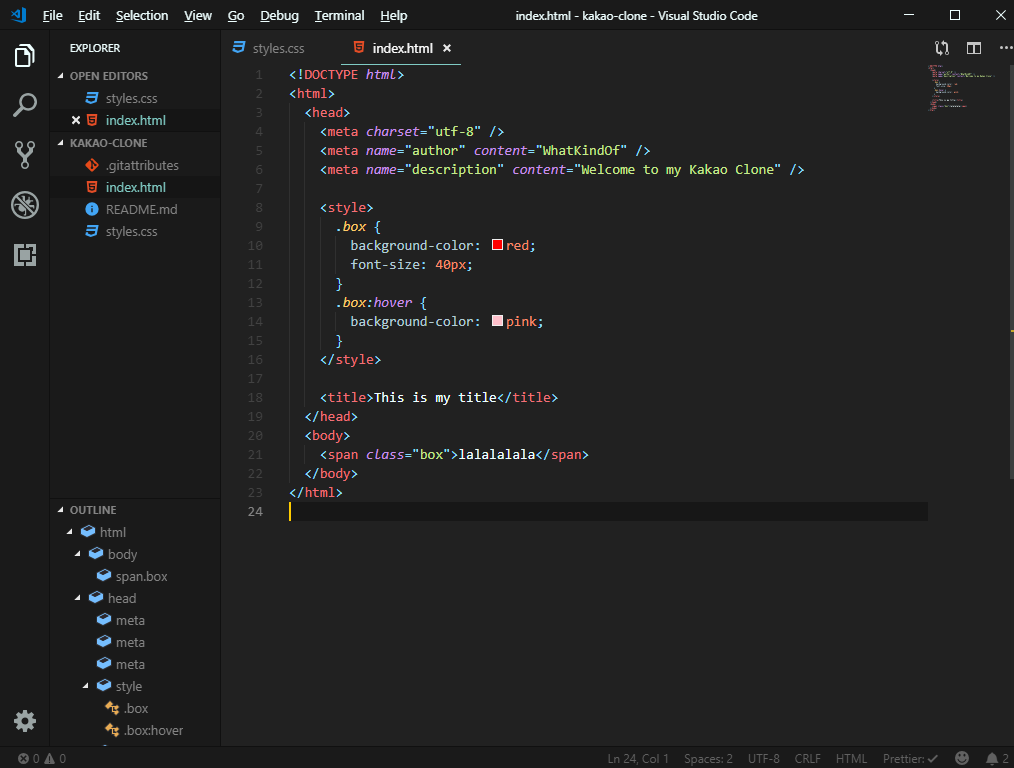 File Edit Selection View Go Debug Terminal Help index.html - kakao-clone - Visual Studio Code
EXPLORER
OPEN EDITORS
styles.css
index.html
KAKAO-CLONE
.gitattributes
index.html
README.md
styles.css
OUTLINE
html
body
span.box
head
meta
meta
meta
style
.box
.box:hover
styles.css index.html
1 <!DOCTYPE html>
2 <html>
3 <head>
4 <meta charset="utf-8" />
5 <meta name="author" content="WhatKindOf" />
6 <meta name="description" content="Welcome to my Kakao Clone" />
7
8 <style>
9 .box {
10 background-color: red;
11 font-size: 40px;
12 }
13 .box:hover {
14 background-color: pink;
15 }
16 </style>
17
18 <title>This is my title</title>
19 </head>
20 <body>
21 <span class="box">lalalalala</span>
22 </body>
23 </html>
24
0 0 Ln 24, Col 1 Spaces: 2 UTF-8 CRLF HTML Prettier: ✓ 2